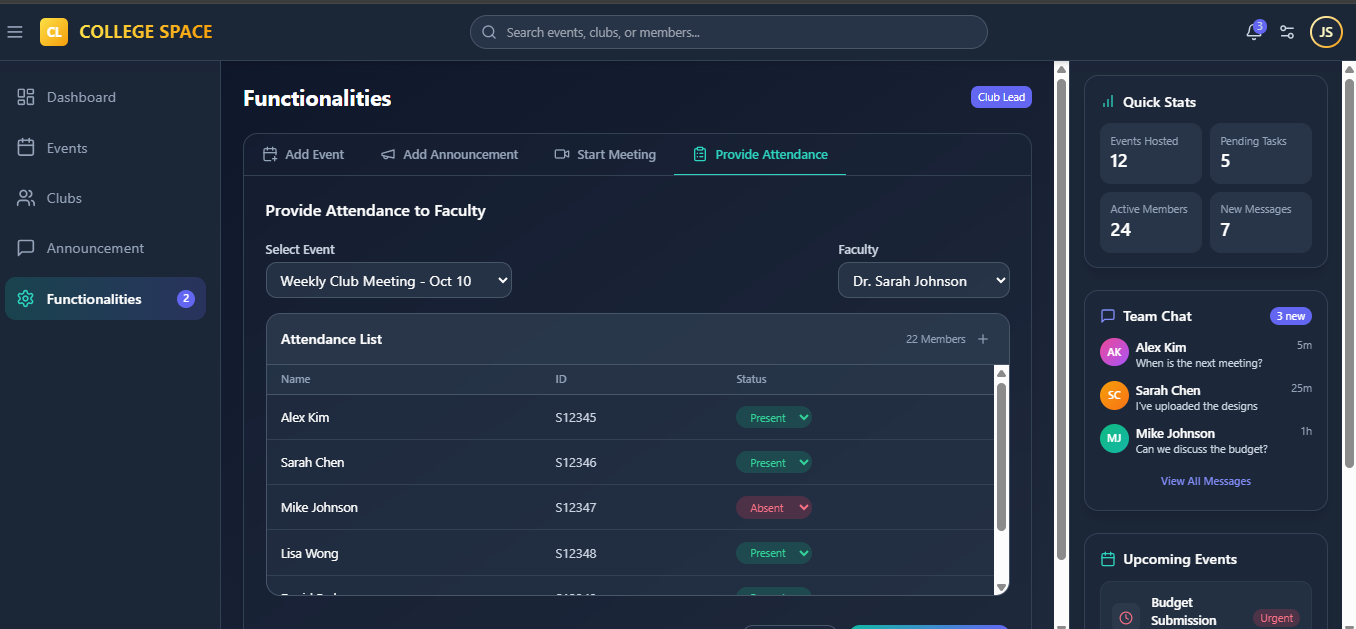 CL COLLEGE SPACE
Search events, clubs, or members...
3
JS
Dashboard
Events
Clubs
Announcement
Functionalities 2
Functionalities
Club Lead
Add Event Add Announcement Start Meeting Provide Attendance
Provide Attendance to Faculty
Select Event Faculty
Weekly Club Meeting - Oct 10 Dr. Sarah Johnson
Attendance List 22 Members +
Name ID Status
Alex Kim S12345 Present
Sarah Chen S12346 Present
Mike Johnson S12347 Absent
Lisa Wong S12348 Present
Quick Stats
Events Hosted Pending Tasks
12 5
Active Members New Messages
24 7
Team Chat 3 new
AK Alex Kim 5m
When is the next meeting?
SC Sarah Chen 25m
I've uploaded the designs
MJ Mike Johnson 1h
Can we discuss the budget?
View All Messages
Upcoming Events
Budget
Submission Urgent